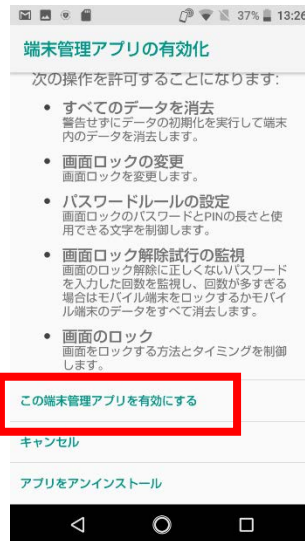 37% 13:26
端末管理アプリの有効化
次の操作を許可することになります:
• すべてのデータを消去
警告せずにデータの初期化を実行して端末
内のデータを消去します。
• 画面ロックの変更
画面ロックを変更します。
• パスワードルールの設定
画面ロックのパスワードとPINの長さと使
用できる文字を制御します。
• 画面ロック解除試行の監視
画面のロック解除に正しくないパスワード
を入力した回数を監視し、回数が多すぎる
場合はモバイル端末をロックするかモバイ
ル端末のデータをすべて消去します。
• 画面のロック
画面をロックする方法とタイミングを制御
します。
この端末管理アプリを有効にする
キャンセル
アプリをアンインストール